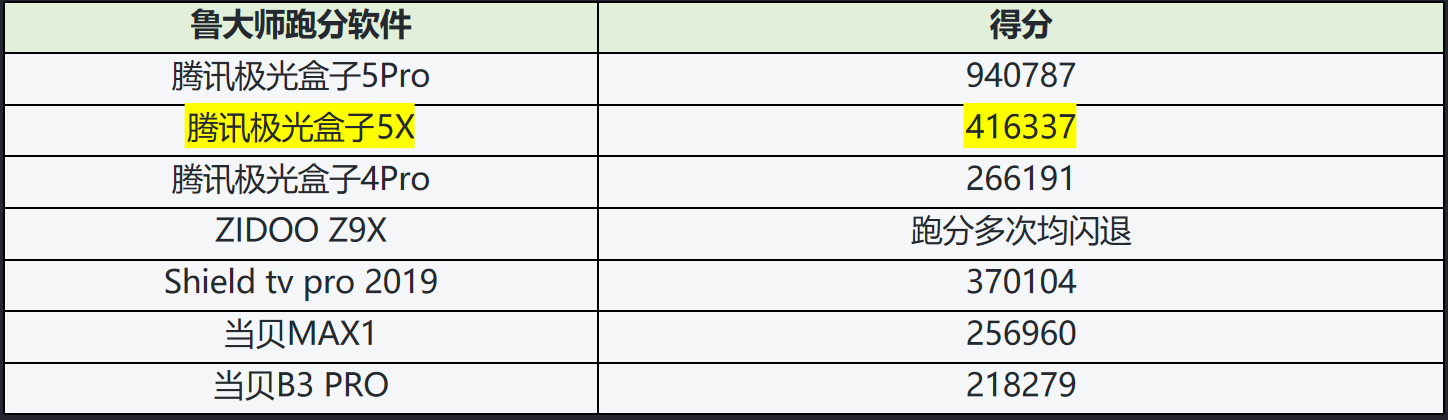 鲁大师跑分软件 得分
腾讯极光盒子5Pro 940787
腾讯极光盒子5X 416337
腾讯极光盒子4Pro 266191
ZIDOO Z9X 跑分多次均闪退
Shield tv pro 2019 370104
当贝MAX1 256960
当贝B3 PRO 218279